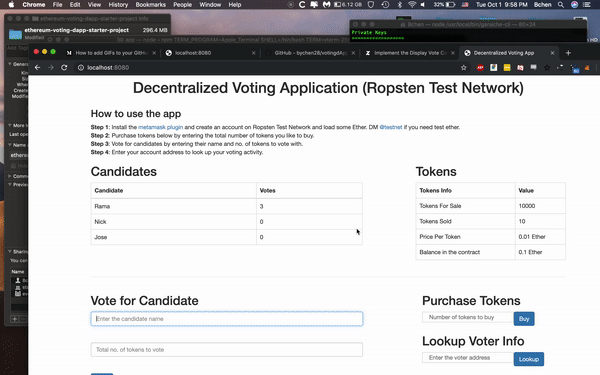 Chrome File Edit View History Bookmarks People Window Help
6.12 08 32% Tue Oct 1 9:58 PM Bchen
ethereum-voting-dapp-starter-project Info
ethereum-voting-dapp-starter-project 296.4 MB
Modified
Private Keys
==================
How to add GIFs to your GitHub localhost:8080 GitHub - bychen28/votingdApp Implement the Display Vote C Decentralized Voting App
localhost:8080
Decentralized Voting Application (Ropsten Test Network)
How to use the app
Step 1: Install the metamask plugin and create an account on Ropsten Test Network and load some Ether. DM @testnet if you need test ether.
Step 2: Purchase tokens below by entering the total number of tokens you like to buy.
Step 3: Vote for candidates by entering their name and no. of tokens to vote with.
Step 4: Enter your account address to look up your voting activity.
Candidates
Candidate Votes
Rama 3
Nick 0
Jose 0
Tokens
Tokens Info Value
Tokens For Sale 10000
Tokens Sold 10
Price Per Token 0.01 Ether
Balance in the contract 0.1 Ether
Vote for Candidate
Enter the candidate name
Total no. of tokens to vote
Purchase Tokens
Number of tokens to buy Buy
Lookup Voter Info
Enter the voter address Lookup